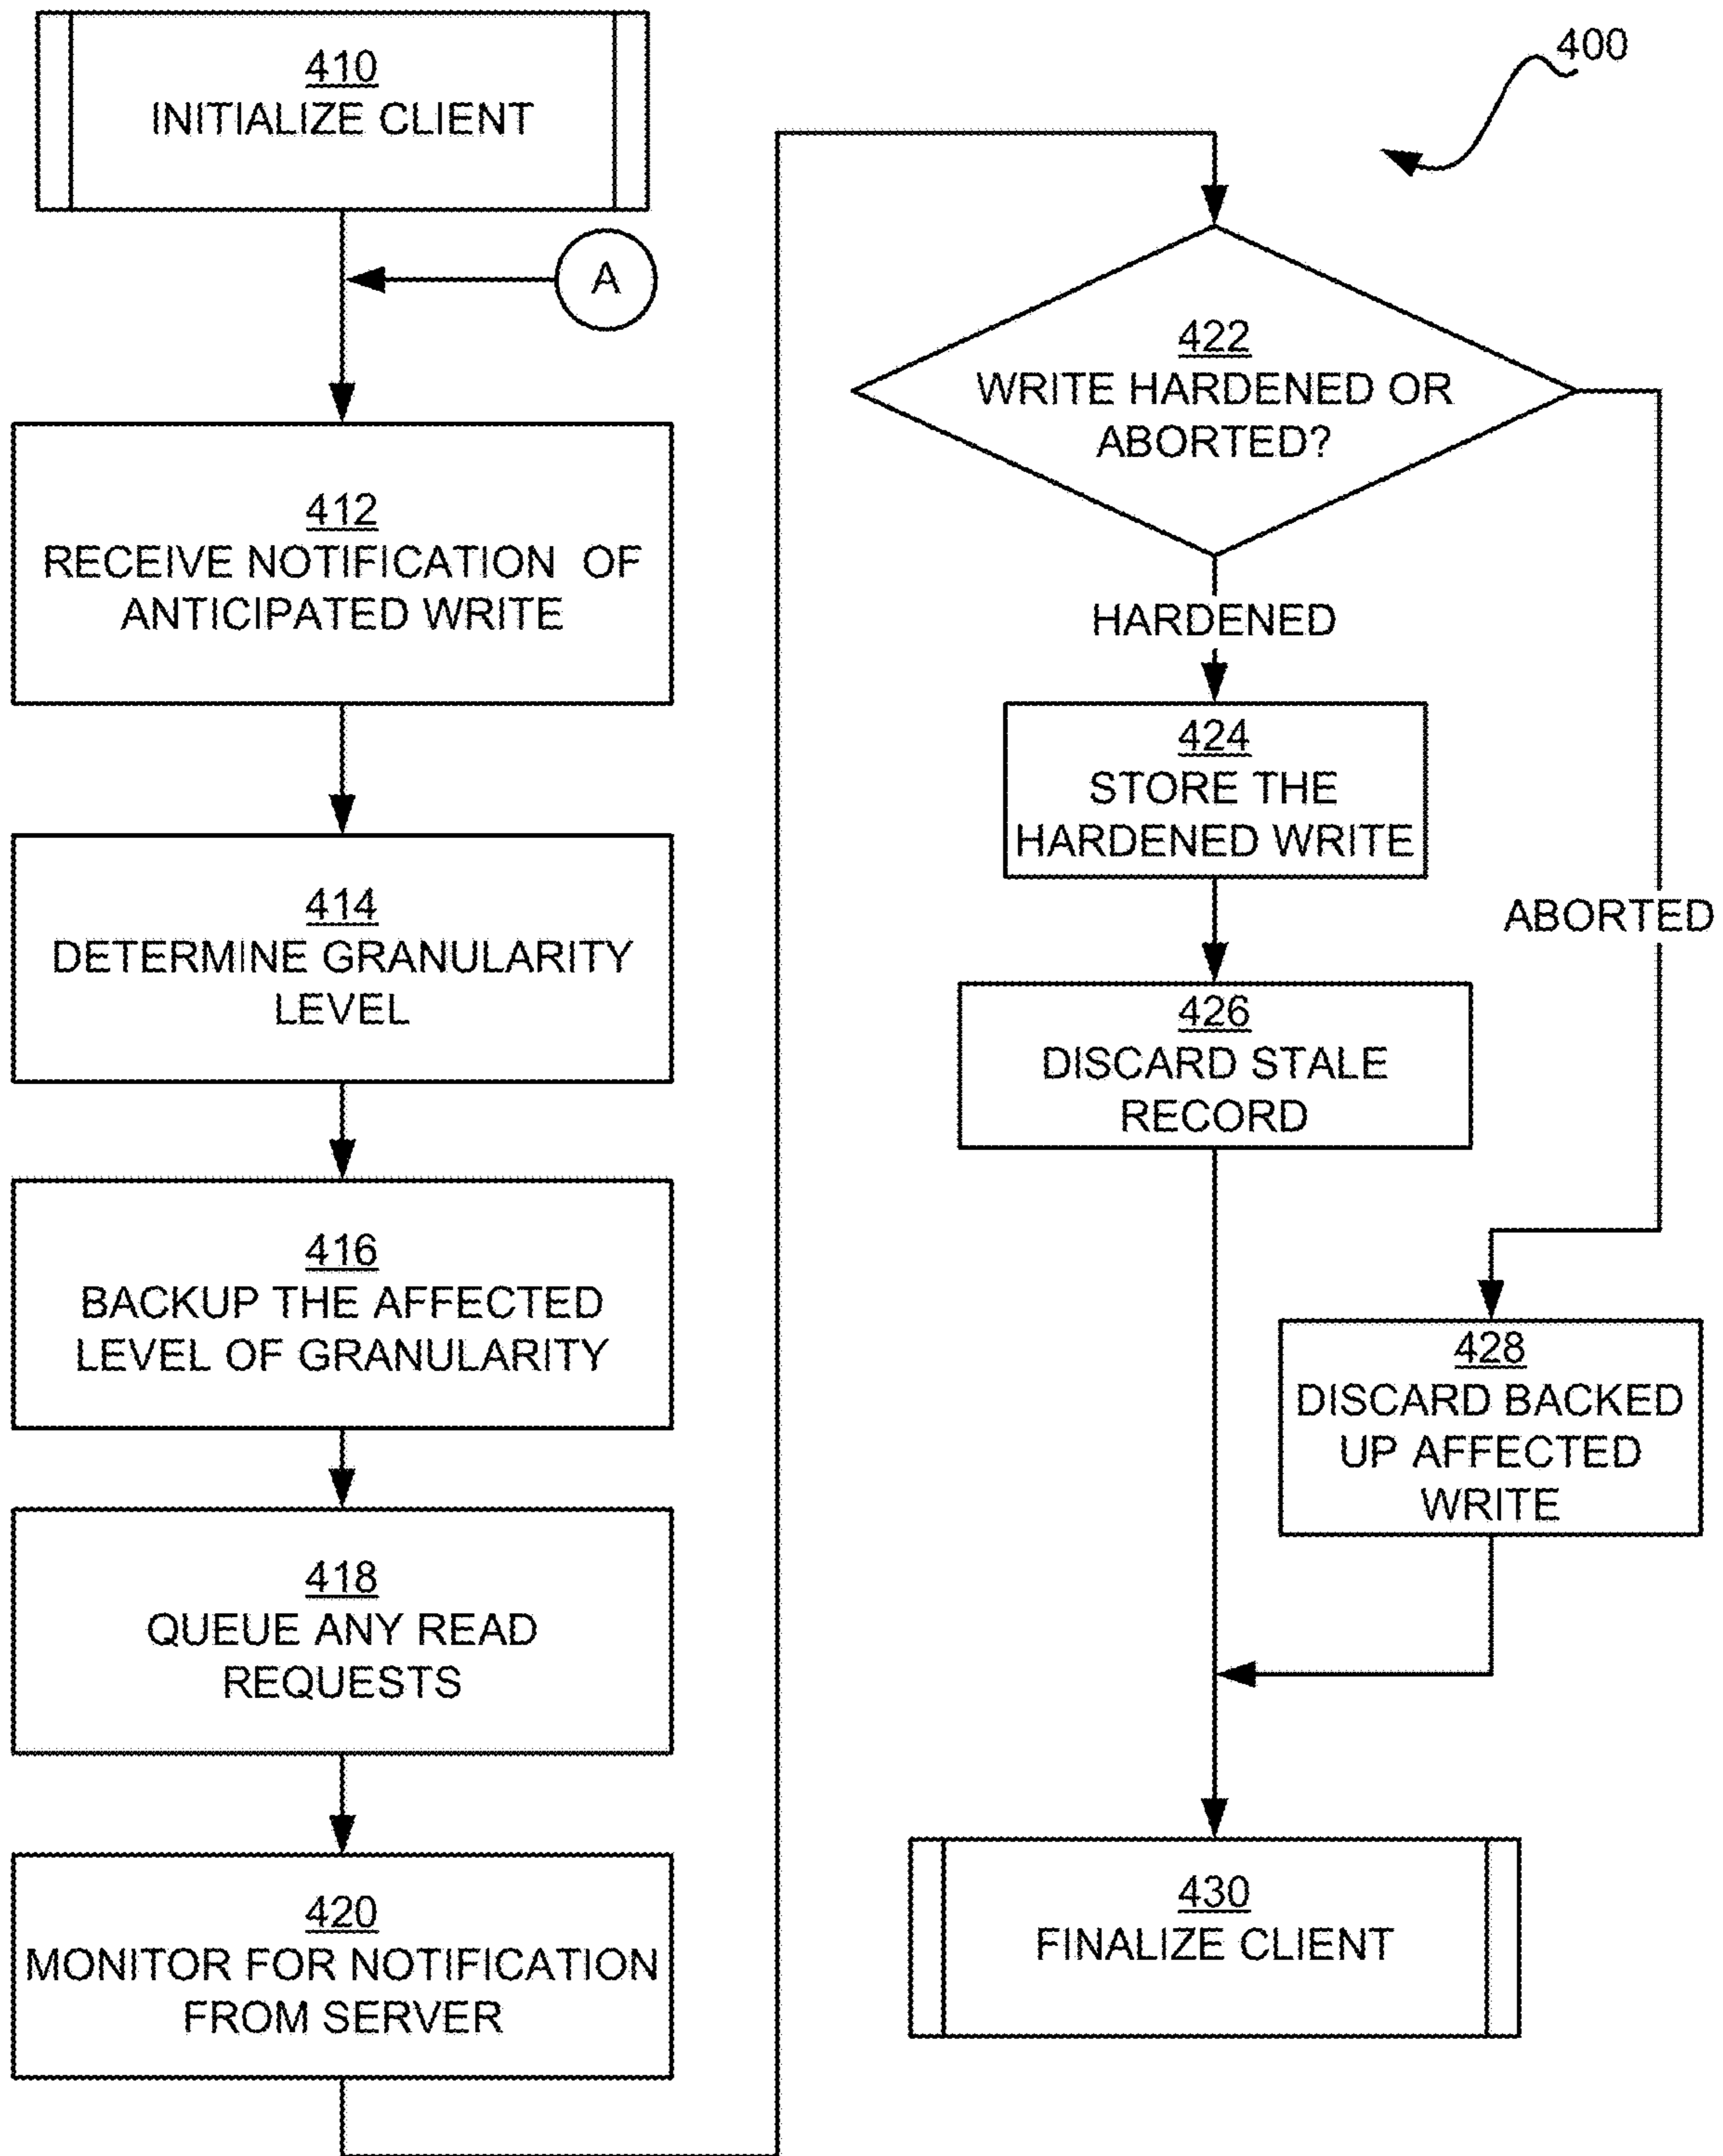 410
INITIALIZE CLIENT
A
412
RECEIVE NOTIFICATION OF
ANTICIPATED WRITE
414
DETERMINE GRANULARITY
LEVEL
416
BACKUP THE AFFECTED
LEVEL OF GRANULARITY
418
QUEUE ANY READ
REQUESTS
420
MONITOR FOR NOTIFICATION
FROM SERVER
400
422
WRITE HARDENED OR
ABORTED?
HARDENED
424
STORE THE
HARDENED WRITE
ABORTED
426
DISCARD STALE
RECORD
428
DISCARD BACKED
UP AFFECTED
WRITE
430
FINALIZE CLIENT